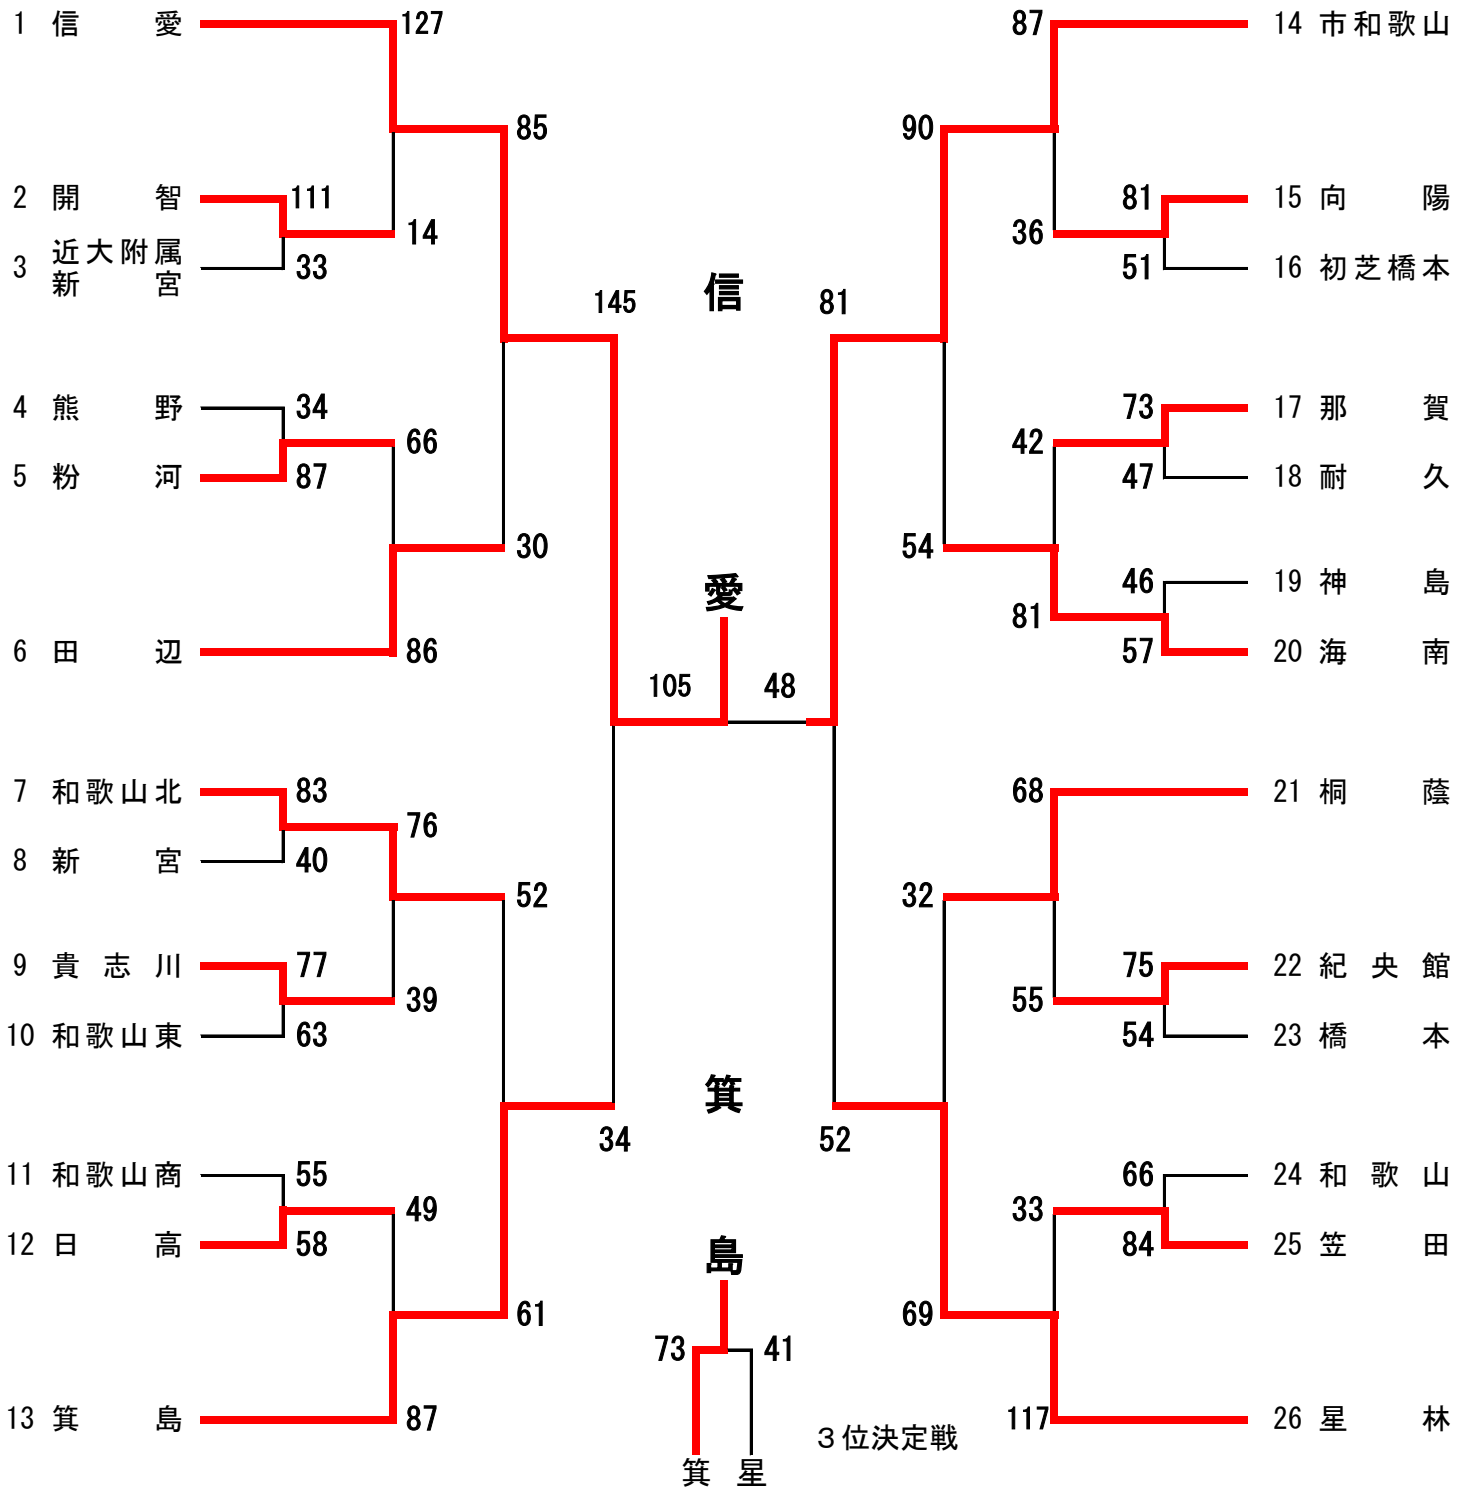 1 信愛 127
85
2 開智 111
14
3 近大附属新宮 33
145
4 熊野 34
66
5 粉河 87
30
6 田辺 86
105
7 和歌山北 83
76
8 新宮 40
52
9 貴志川 77
39
10 和歌山東 63
34
11 和歌山商 55
49
12 日高 58
61
13 箕島 87
信愛
箕島
73 41
箕 星
3位決定戦
87 14 市和歌山
90
81 15 向陽
36
51 16 初芝橋本
81
73 17 那賀
42
47 18 耐久
54
46 19 神島
81
57 20 海南
48
68 21 桐蔭
32
75 22 紀央館
55
54 23 橋本
52
66 24 和歌山
33
84 25 笠田
69
117 26 星林